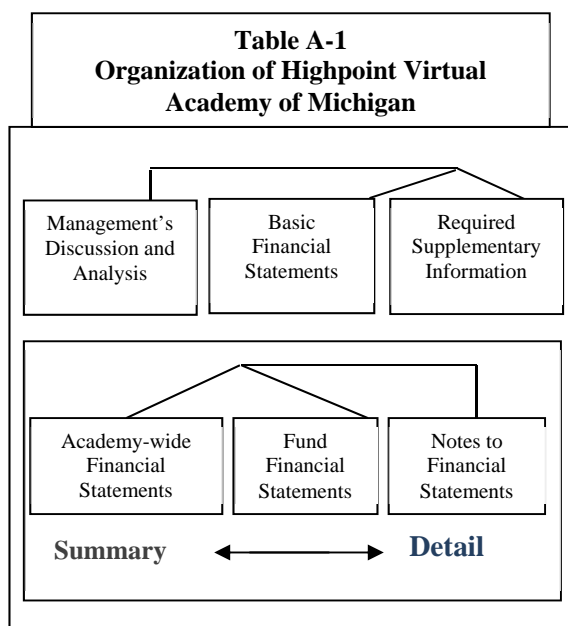 Table A-1
Organization of Highpoint Virtual
Academy of Michigan
Management’s
Discussion and
Analysis
Basic
Financial
Statements
Required
Supplementary
Information
Academy-wide
Financial
Statements
Fund
Financial
Statements
Notes to
Financial
Statements
Summary
Detail